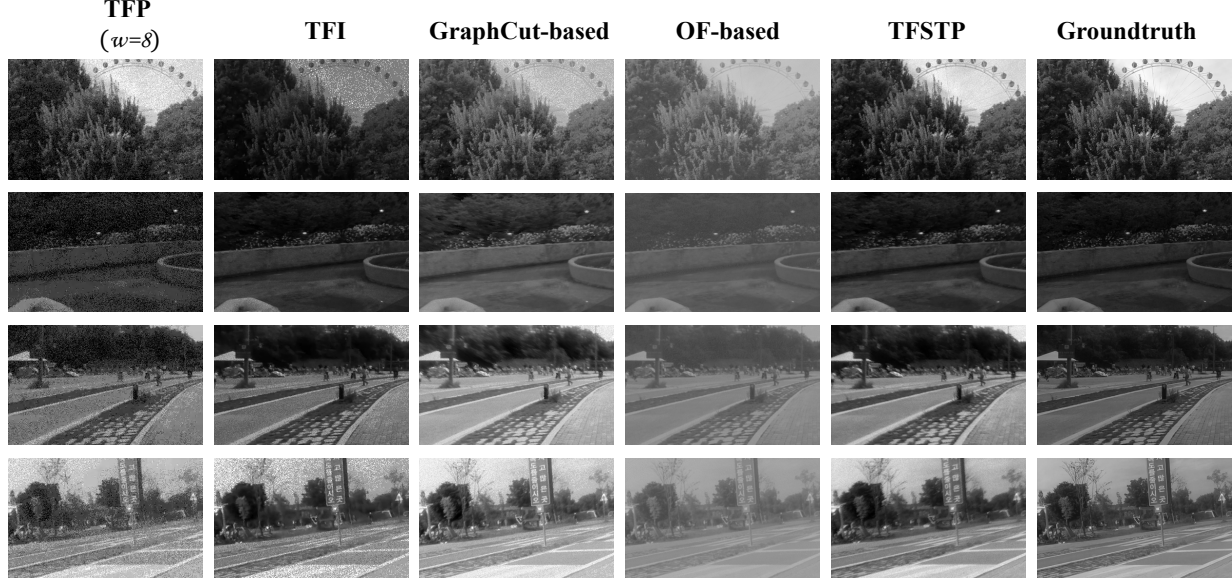 TFP
(w=8)
TFI
GraphCut-based
OF-based
TFSTP
Groundtruth